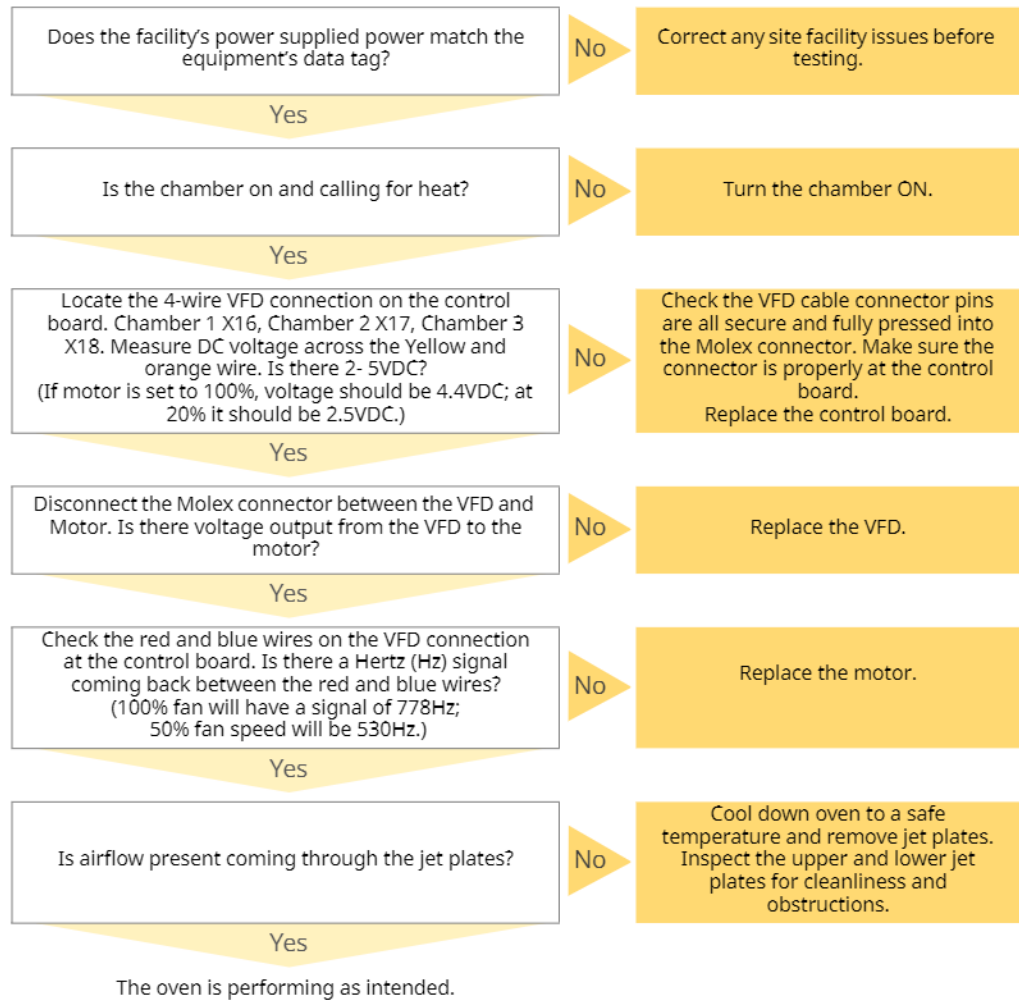 Does the facility's power supplied power match the
equipment's data tag?
No
Correct any site facility issues before
testing.
Yes
Is the chamber on and calling for heat?
No
Turn the chamber ON.
Yes
Locate the 4-wire VFD connection on the control
board. Chamber 1 X16, Chamber 2 X17, Chamber 3
X18. Measure DC voltage across the Yellow and
orange wire. Is there 2- 5VDC?
(If motor is set to 100%, voltage should be 4.4VDC; at
20% it should be 2.5VDC.)
No
Check the VFD cable connector pins
are all secure and fully pressed into
the Molex connector. Make sure the
connector is properly at the control
board.
Replace the control board.
Yes
Disconnect the Molex connector between the VFD and
Motor. Is there voltage output from the VFD to the
motor?
No
Replace the VFD.
Yes
Check the red and blue wires on the VFD connection
at the control board. Is there a Hertz (Hz) signal
coming back between the red and blue wires?
(100% fan will have a signal of 778Hz;
50% fan speed will be 530Hz.)
No
Replace the motor.
Yes
Is airflow present coming through the jet plates?
No
Cool down oven to a safe
temperature and remove jet plates.
Inspect the upper and lower jet
plates for cleanliness and
obstructions.
Yes
The oven is performing as intended.